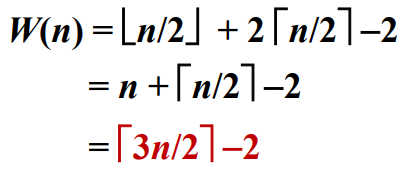 W(n) = ⌊n/2⌋ + 2⌈n/2⌉ –2
= n + ⌈n/2⌉ –2
= ⌈3n/2⌉ –2